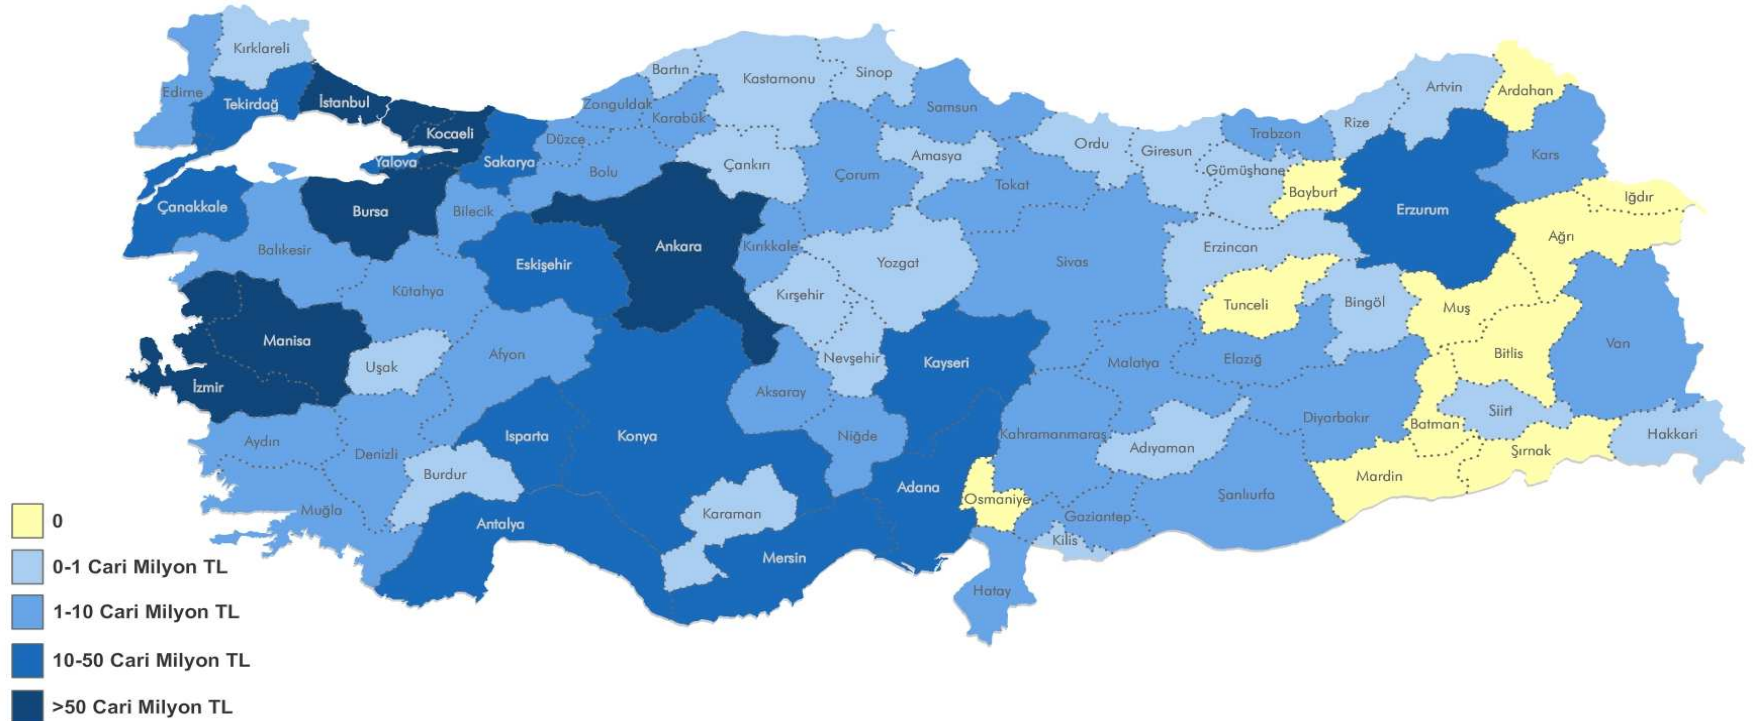 Kırklareli
Edirne
Tekirdağ
İstanbul
Kocaeli
Yalova
Sakarya
Düzce
Zonguldak
Bartın
Karabük
Kastamonu
Sinop
Samsun
Bolu
Çankırı
Çorum
Amasya
Tokat
Ordu
Giresun
Gümüşhane
Trabzon
Rize
Artvin
Ardahan
Kars
Iğdır
Ağrı
Bayburt
Erzurum
Çanakkale
Bursa
Bilecik
Balıkesir
Kütahya
Eskişehir
Ankara
Kırıkkale
Kırşehir
Yozgat
Sivas
Erzincan
Tunceli
Bingöl
Muş
Bitlis
Van
Manisa
İzmir
Uşak
Afyon
Nevşehir
Kayseri
Malatya
Elazığ
Aksaray
Niğde
Konya
Isparta
Aydın
Denizli
Burdur
Muğla
Antalya
Karaman
Mersin
Adana
Kahramanmaraş
Adıyaman
Diyarbakır
Batman
Siirt
Şırnak
Hakkari
Mardin
Şanlıurfa
Osmaniye
Gaziantep
Kilis
Hatay
0
0-1 Cari Milyon TL
1-10 Cari Milyon TL
10-50 Cari Milyon TL
>50 Cari Milyon TL